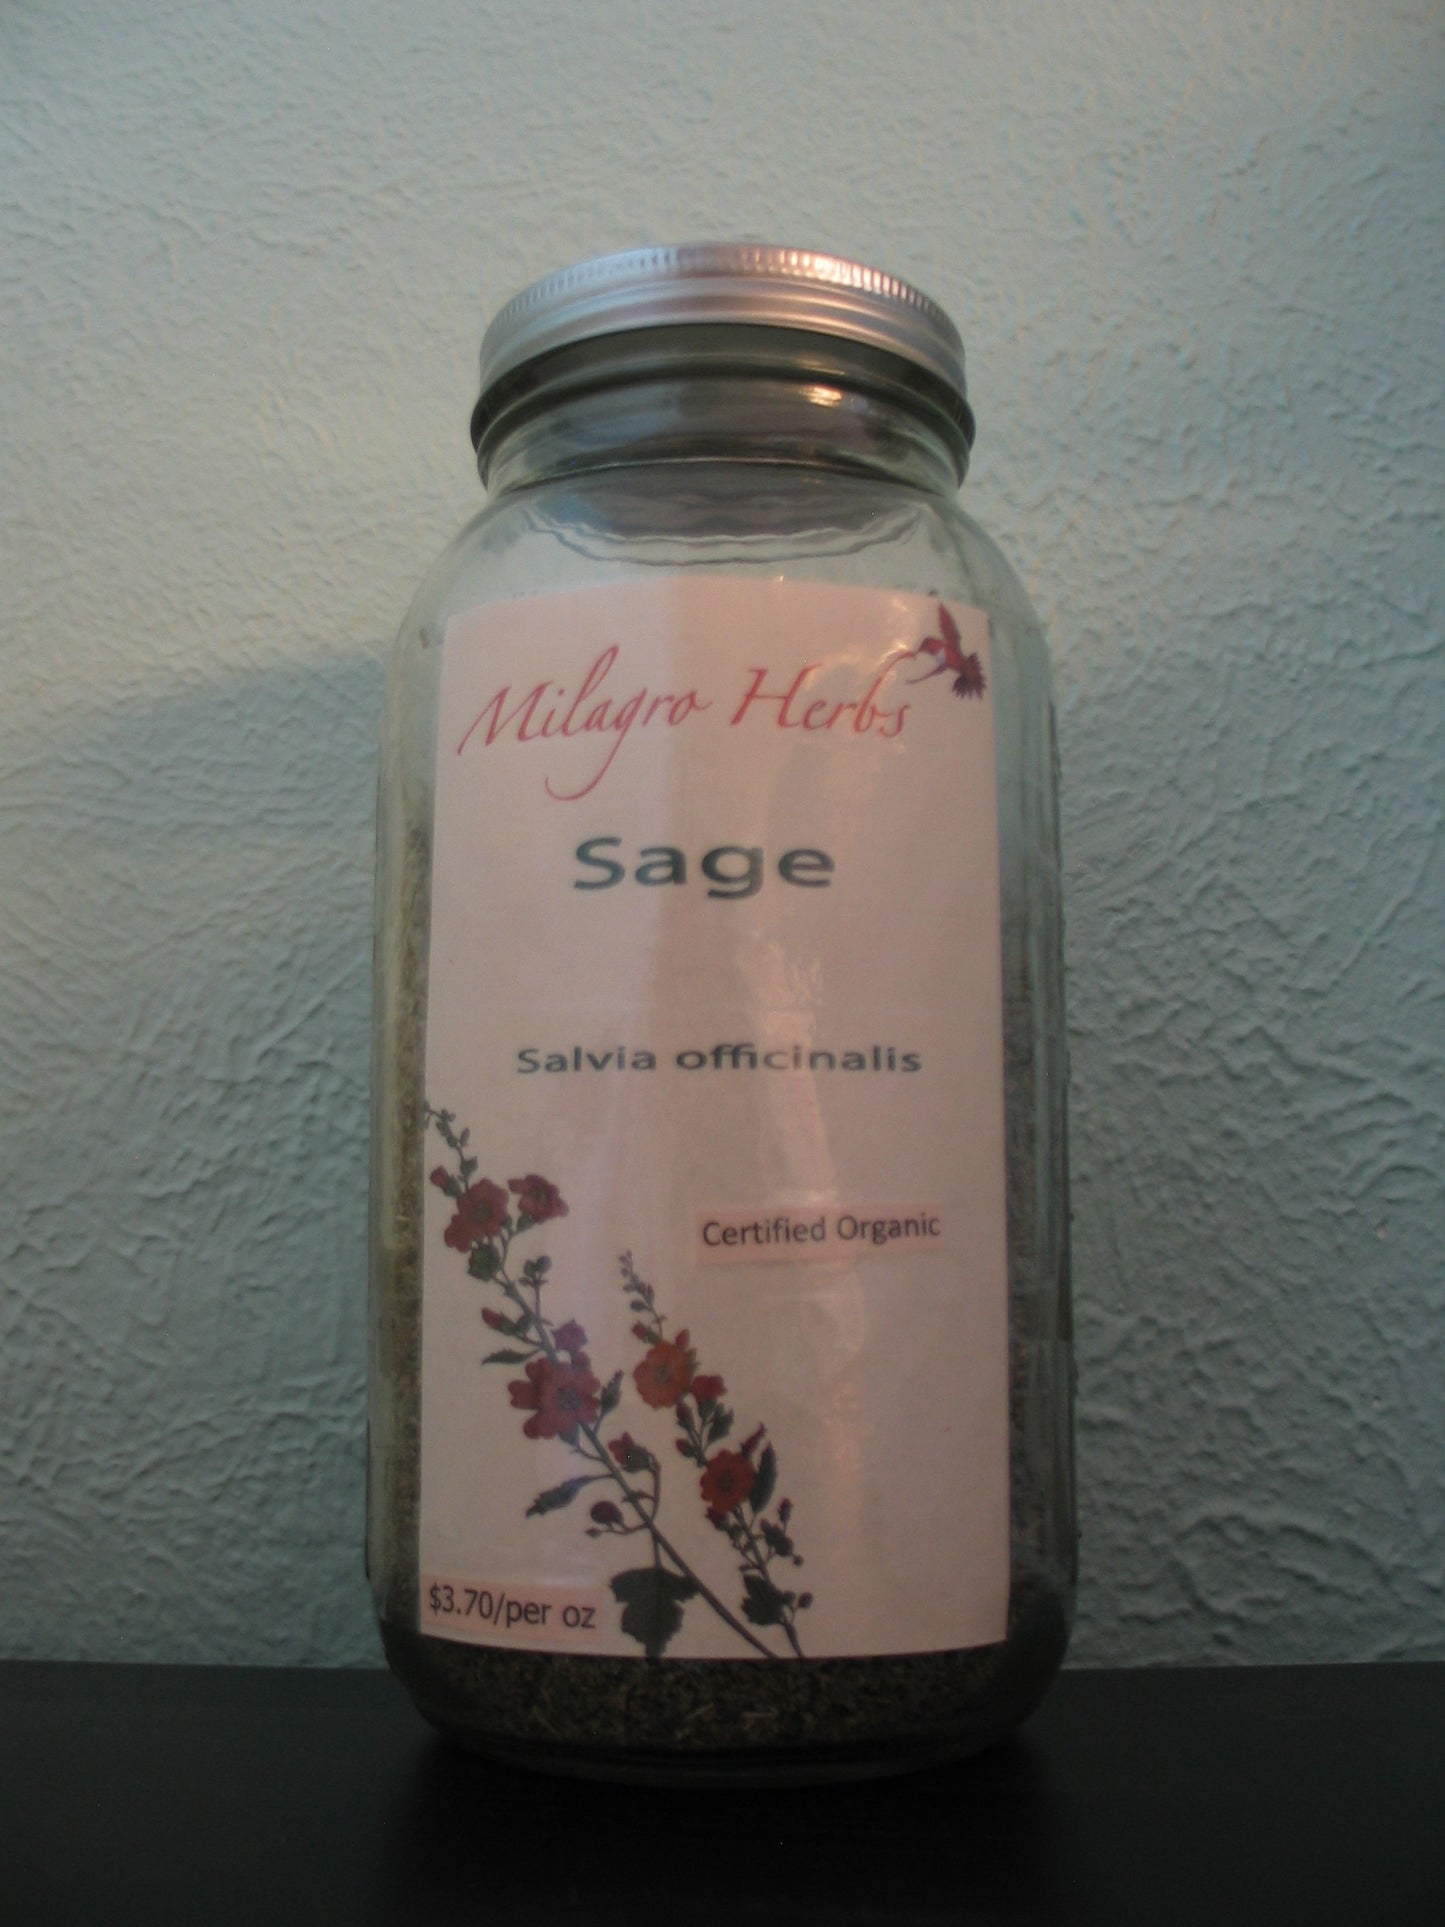 Milagro Herbs
Sage
Salvia officinalis
Certified Organic
$3.70/per oz